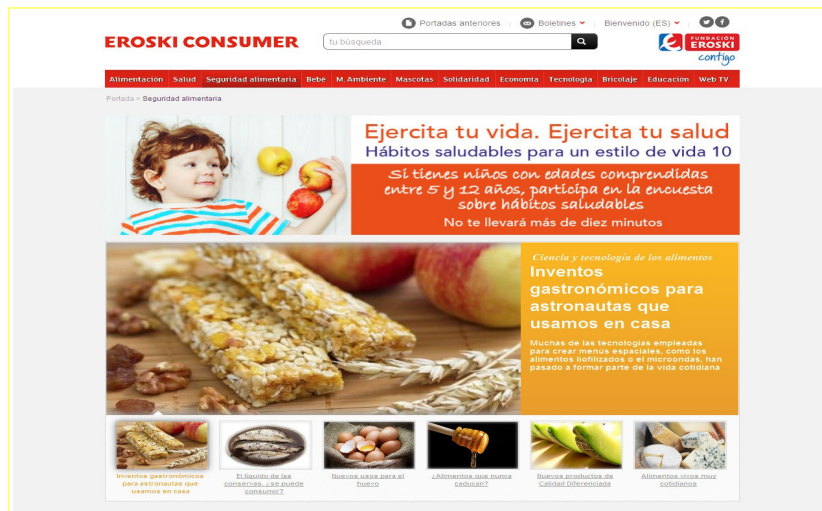 Portadas anteriores
Boletines
Bienvenido (ES)
EROSKI CONSUMER
tu búsqueda
FUNDACIÓN
EROSKI
contigo
Alimentación Salud Seguridad alimentaria Bebé M. Ambiente Mascotas Solidaridad Economía Tecnología Bricolaje Educación Web TV
Portada > Seguridad alimentaria
Ejercita tu vida. Ejercita tu salud
Hábitos saludables para un estilo de vida 10
Si tienes niños con edades comprendidas
entre 5 y 12 años, participa en la encuesta
sobre hábitos saludables
No te llevará más de diez minutos
Ciencia y tecnología de los alimentos
Inventos
gastronómicos para
astronautas que
usamos en casa
Muchas de las tecnologías empleadas
para crear menús espaciales, como los
alimentos liofilizados o el microondas, han
pasado a formar parte de la vida cotidiana
Inventos gastronómicos
para astronautas que
usamos en casa
El líquido de las
conservas, ¿se puede
consumir?
Nuevos usos para el
huevo
¿Alimentos que nunca
caducan?
Nuevos productos de
Calidad Diferenciada
Alimentos vivos muy
cotidianos